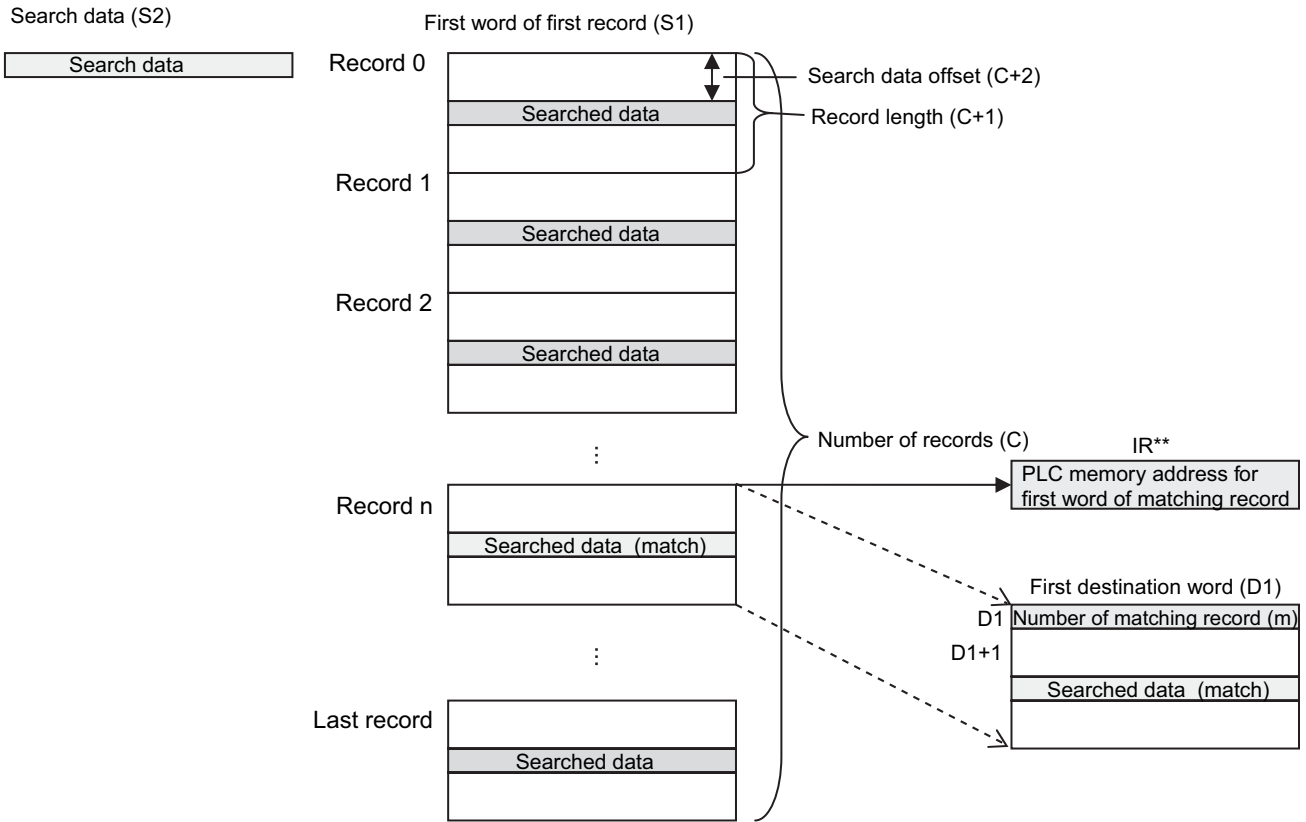 Search data (S2)
First word of first record (S1)
Search data
Record 0
Search data offset (C+2)
Searched data
Record length (C+1)
Record 1
Searched data
Record 2
Searched data
⋮
Number of records (C)
IR**
PLC memory address for
first word of matching record
Record n
Searched data (match)
First destination word (D1)
D1
Number of matching record (m)
D1+1
⋮
Searched data (match)
Last record
Searched data